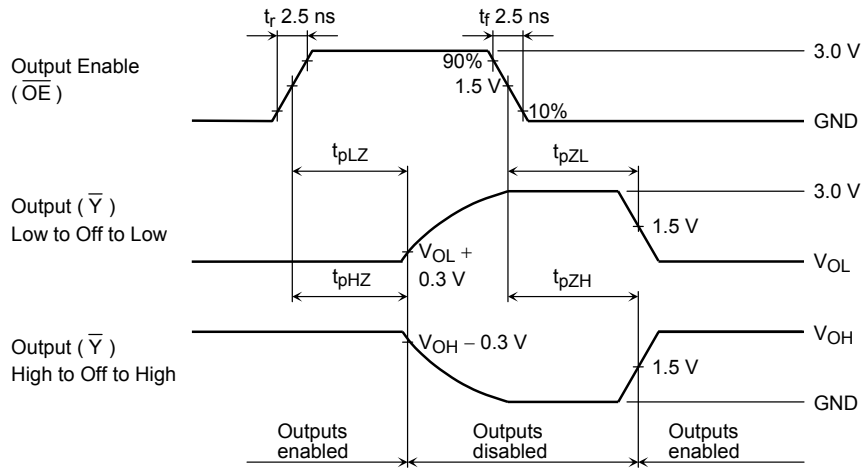 tr 2.5 ns
tf 2.5 ns
Output Enable
( OE )
90%
1.5 V
10%
3.0 V
GND
tpLZ
tpZL
Output ( Y )
Low to Off to Low
3.0 V
1.5 V
VOL +
0.3 V
VOL
tpHZ
tpZH
Output ( Y )
High to Off to High
VOH − 0.3 V
VOH
1.5 V
GND
Outputs
enabled
Outputs
disabled
Outputs
enabled